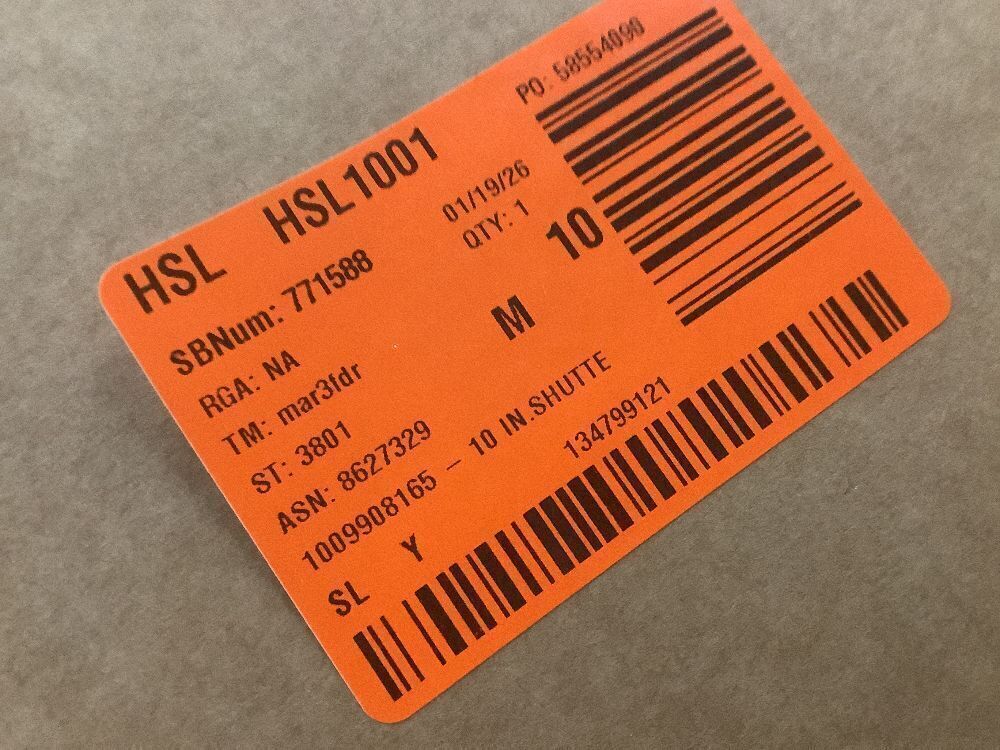 HSL HSL1001
PO: 58554090
SBNum: 771588
01/19/26
RGA: NA
QTY: 1
TM: mar3fdr
M
10
ST: 3801
ASN: 8627329
1009908165 – 10 IN.SHUTTE
SL Y
134799121